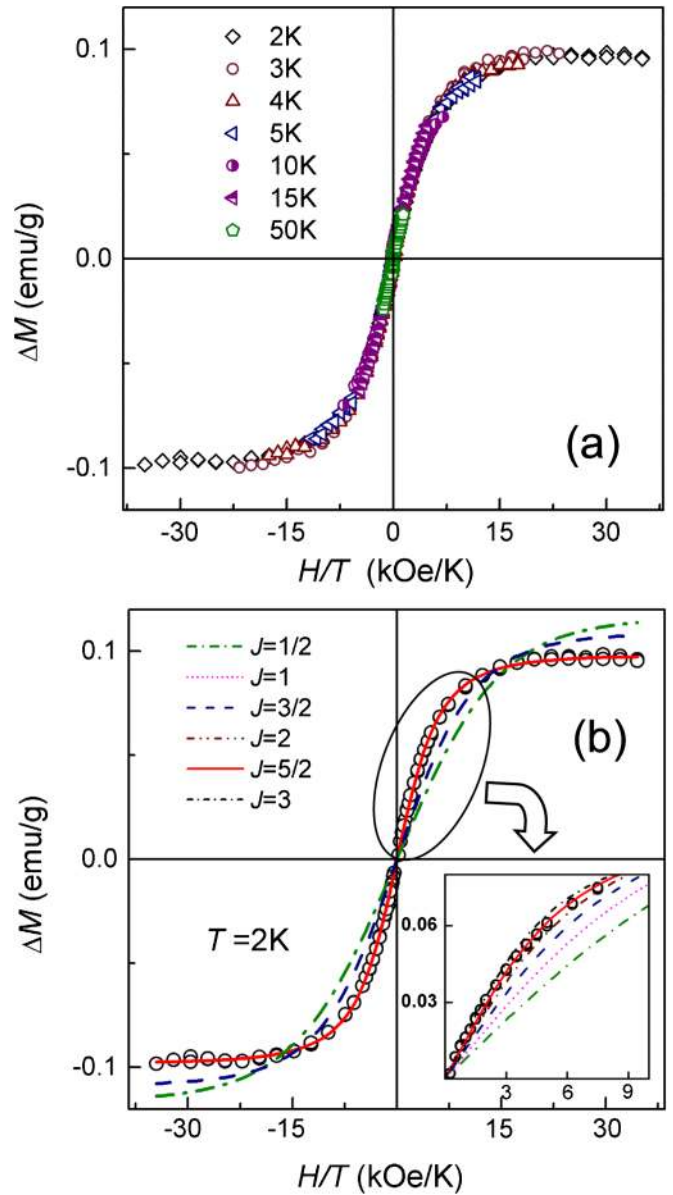 0.1
2K
3K
4K
5K
10K
15K
50K
0.0
ΔM (emu/g)
-0.1
(a)
-30 -15 0 15 30
H/T (kOe/K)
0.1
J=1/2
J=1
J=3/2
J=2
J=5/2
J=3
(b)
0.0
ΔM (emu/g)
T =2K
0.06
0.03
3 6 9
-0.1
-30 -15 0 15 30
H/T (kOe/K)